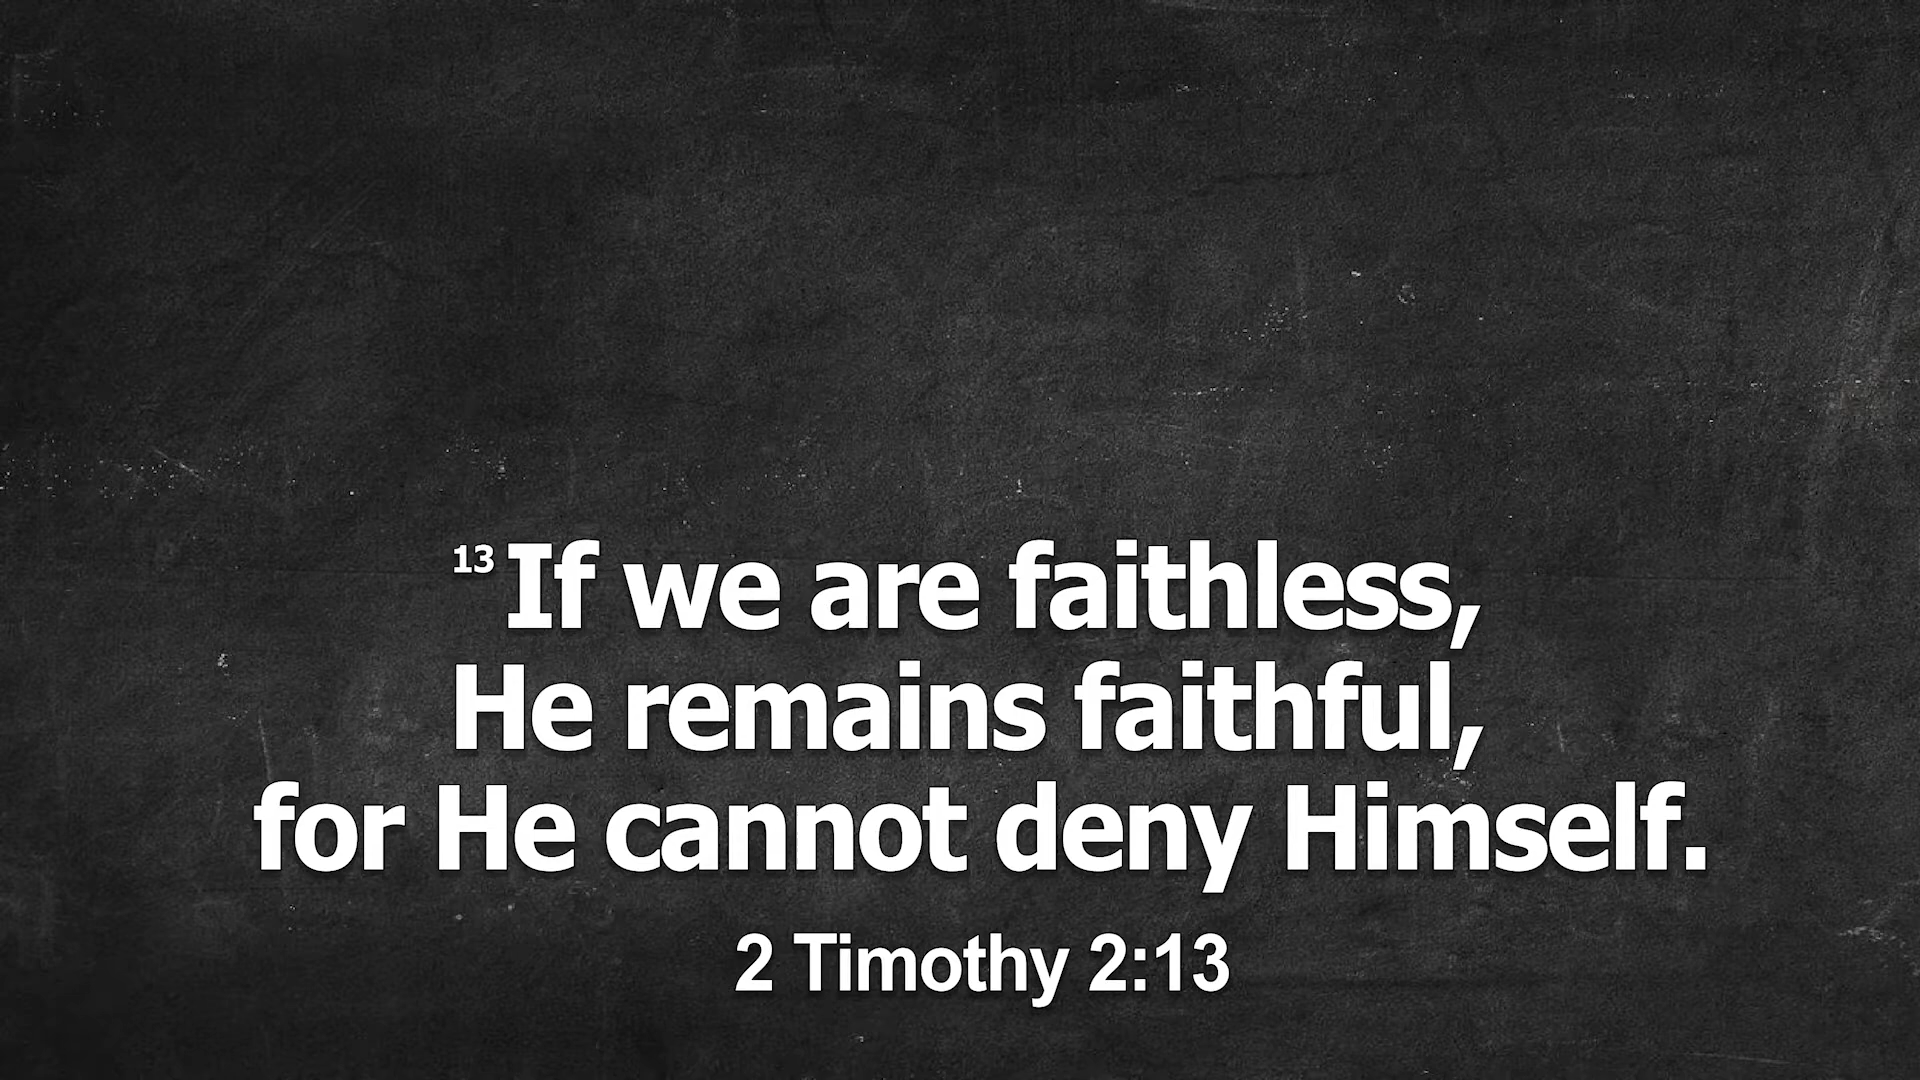 13 If we are faithless,
He remains faithful,
for He cannot deny Himself.
2 Timothy 2:13